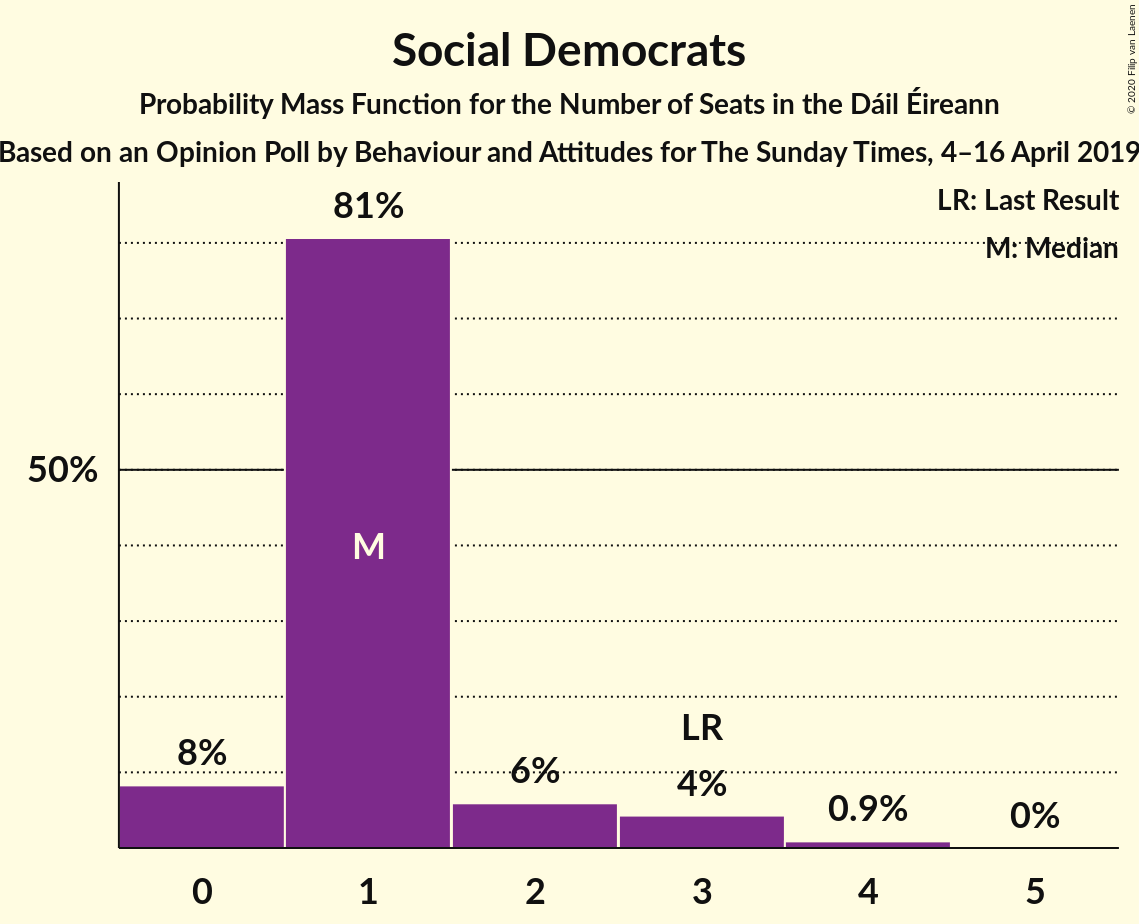 Social Democrats
Probability Mass Function for the Number of Seats in the Dáil Éireann
Based on an Opinion Poll by Behaviour and Attitudes for The Sunday Times, 4–16 April 2019
© 2020 Filip van Laenen
LR: Last Result
M: Median
81%
50%
M
LR
8%
6%
4%
0.9%
0%
0 1 2 3 4 5